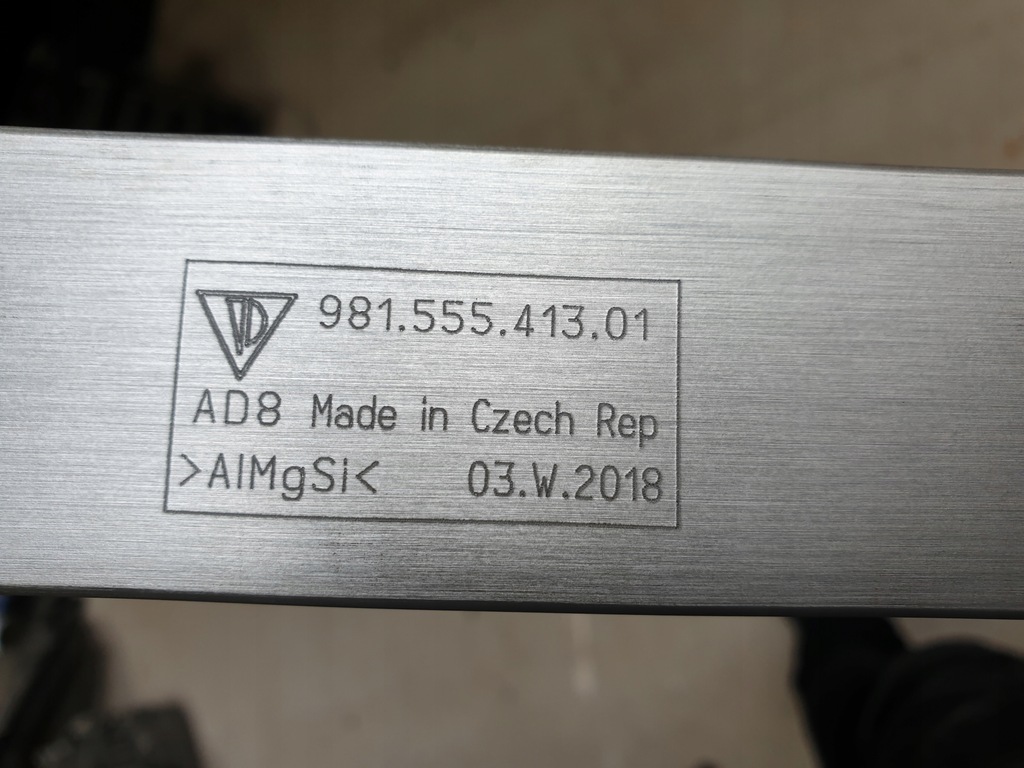 981.555.413.01
AD8 Made in Czech Rep
>AlMgSi< 03.W.2018